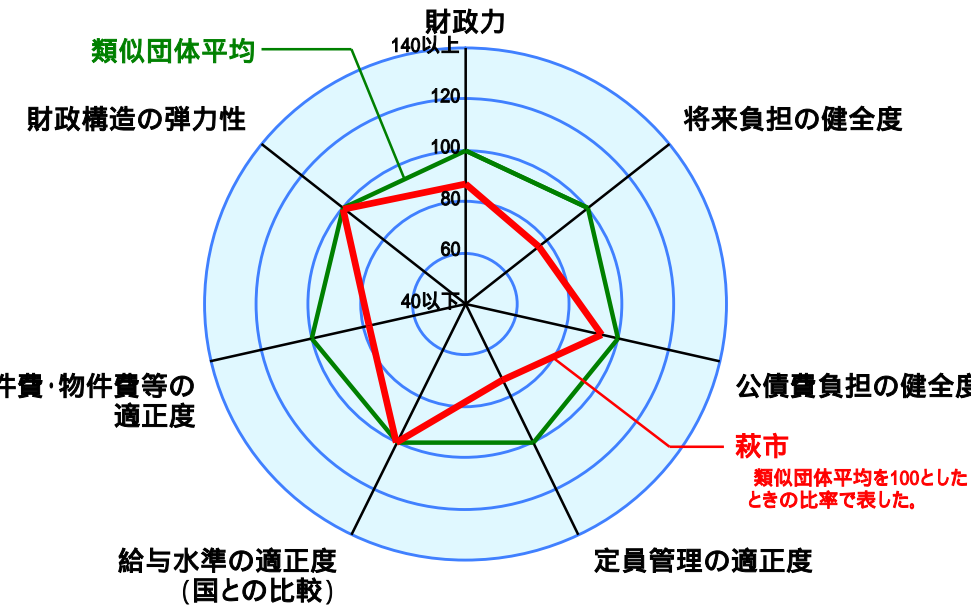 財政力
140以上
類似団体平均
120
財政構造の弾力性
将来負担の健全度
100
80
60
40以下
件費・物件費等の
適正度
公債費負担の健全度
萩市
類似団体平均を100とした
ときの比率で表した。
給与水準の適正度
(国との比較)
定員管理の適正度